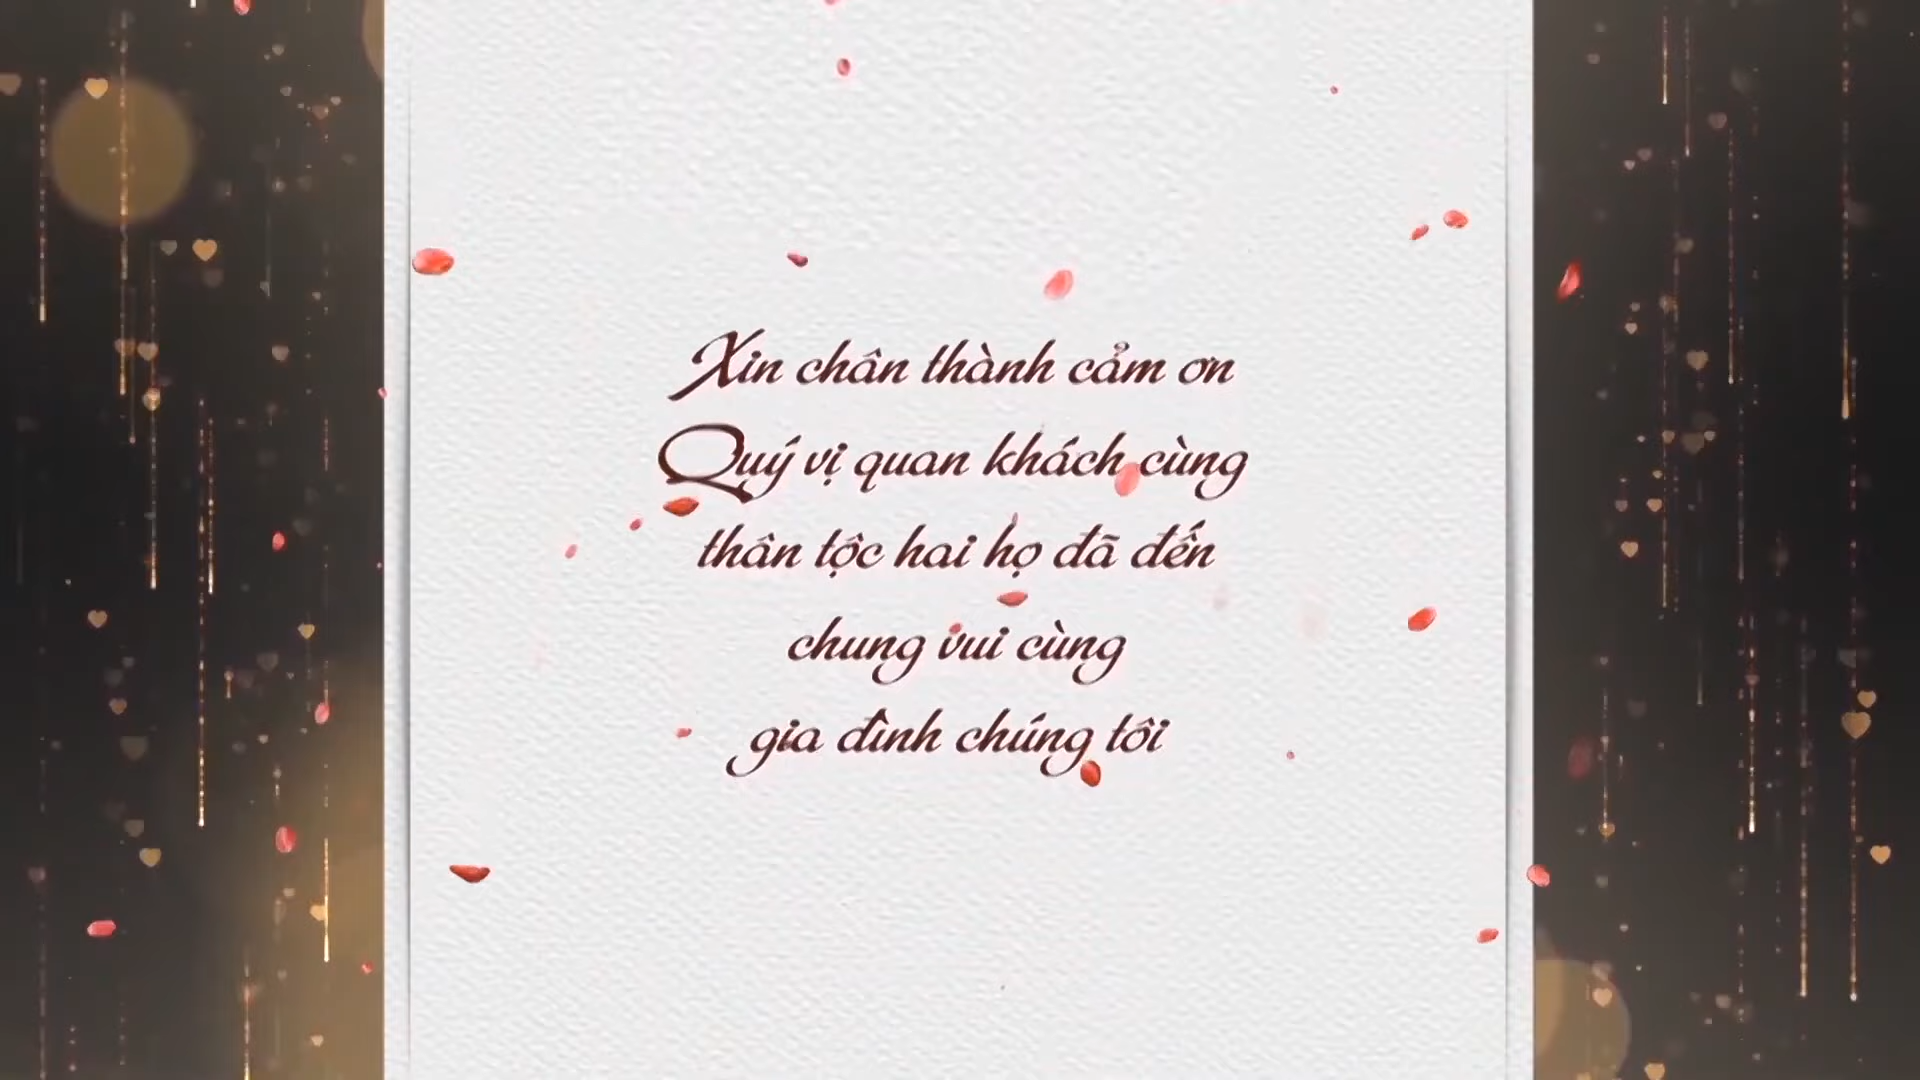 Xin chân thành cảm ơn
Quý vị quan khách cùng
thân tộc hai họ đã đến
chung vui cùng
gia đình chúng tôi